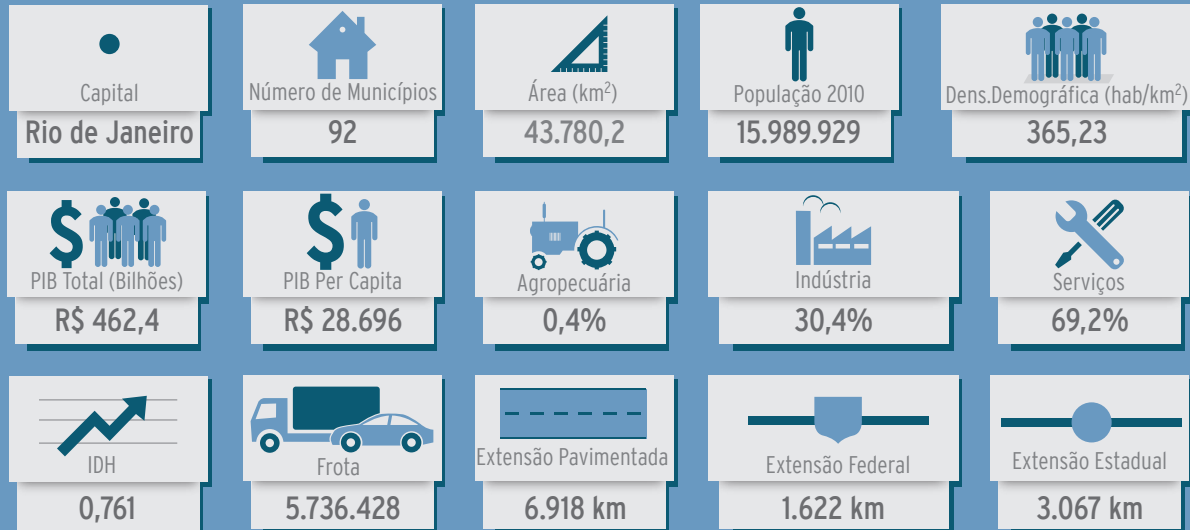 Capital
Rio de Janeiro
Número de Municípios
92
Área (km²)
43.780,2
População 2010
15.989.929
Dens.Demográfica (hab/km²)
365,23
PIB Total (Bilhões)
R$ 462,4
PIB Per Capita
R$ 28.696
Agropecuária
0,4%
Indústria
30,4%
Serviços
69,2%
IDH
0,761
Frota
5.736.428
Extensão Pavimentada
6.918 km
Extensão Federal
1.622 km
Extensão Estadual
3.067 km